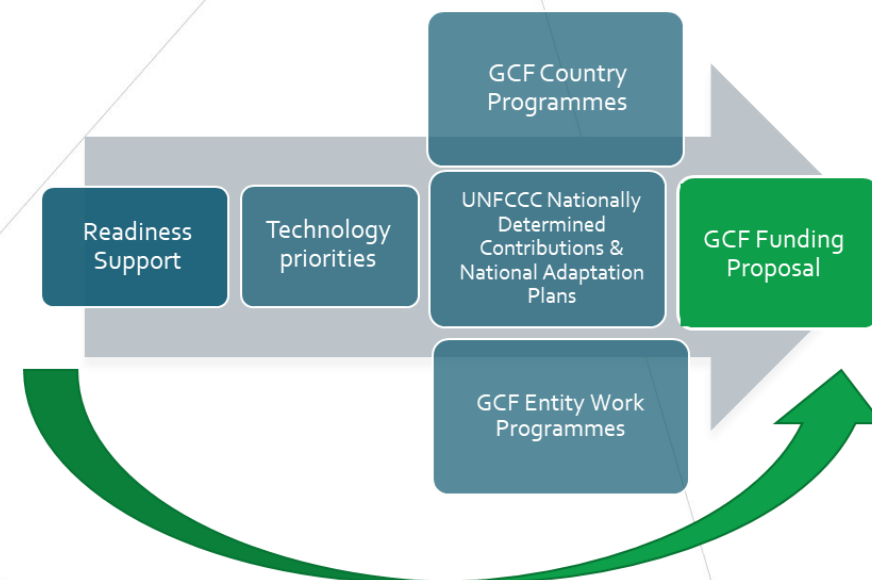 GCF Country
Programmes
Readiness
Support
Technology
priorities
UNFCCC Nationally
Determined
Contributions &
National Adaptation
Plans
GCF Funding
Proposal
GCF Entity Work
Programmes